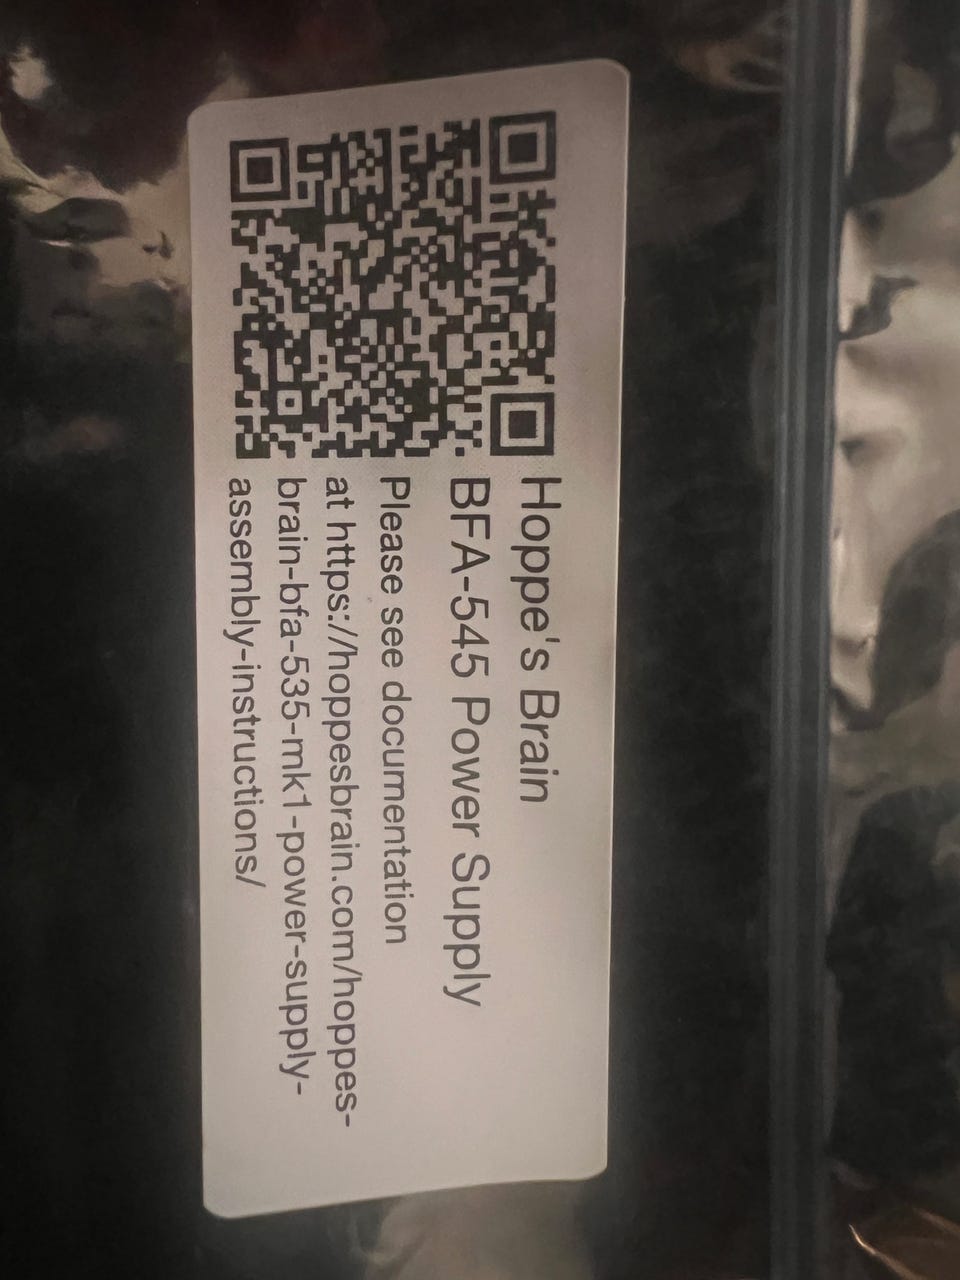 Hoppe's Brain
BFA-545 Power Supply
Please see documentation
at https://hoppesbrain.com/hoppes-
brain-bfa-535-mk1-power-supply-
assembly-instructions/